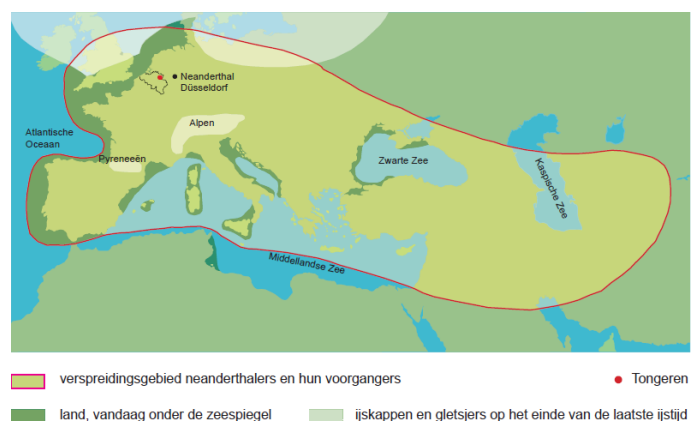 Neanderthal
Düsseldorf
Alpen
Atlantische
Oceaan
Pyreneeën
Zwarte Zee
Kaspische Zee
Middellandse Zee
verspreidingsgebied neanderthalers en hun voorgangers
Tongeren
land, vandaag onder de zeespiegel
ijskappen en gletsjers op het einde van de laatste ijstijd